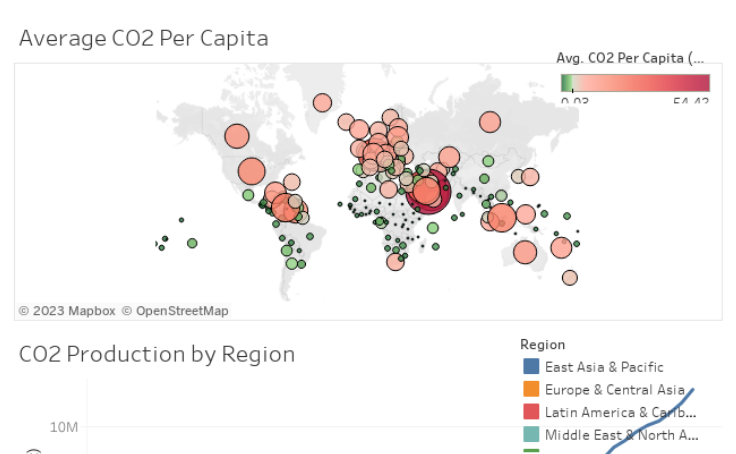 Average CO2 Per Capita
Avg. CO2 Per Capita (...
0.03 54.42
© 2023 Mapbox © OpenStreetMap
CO2 Production by Region
Region
East Asia & Pacific
Europe & Central Asia
Latin America & Carib...
Middle East & North A...
10M